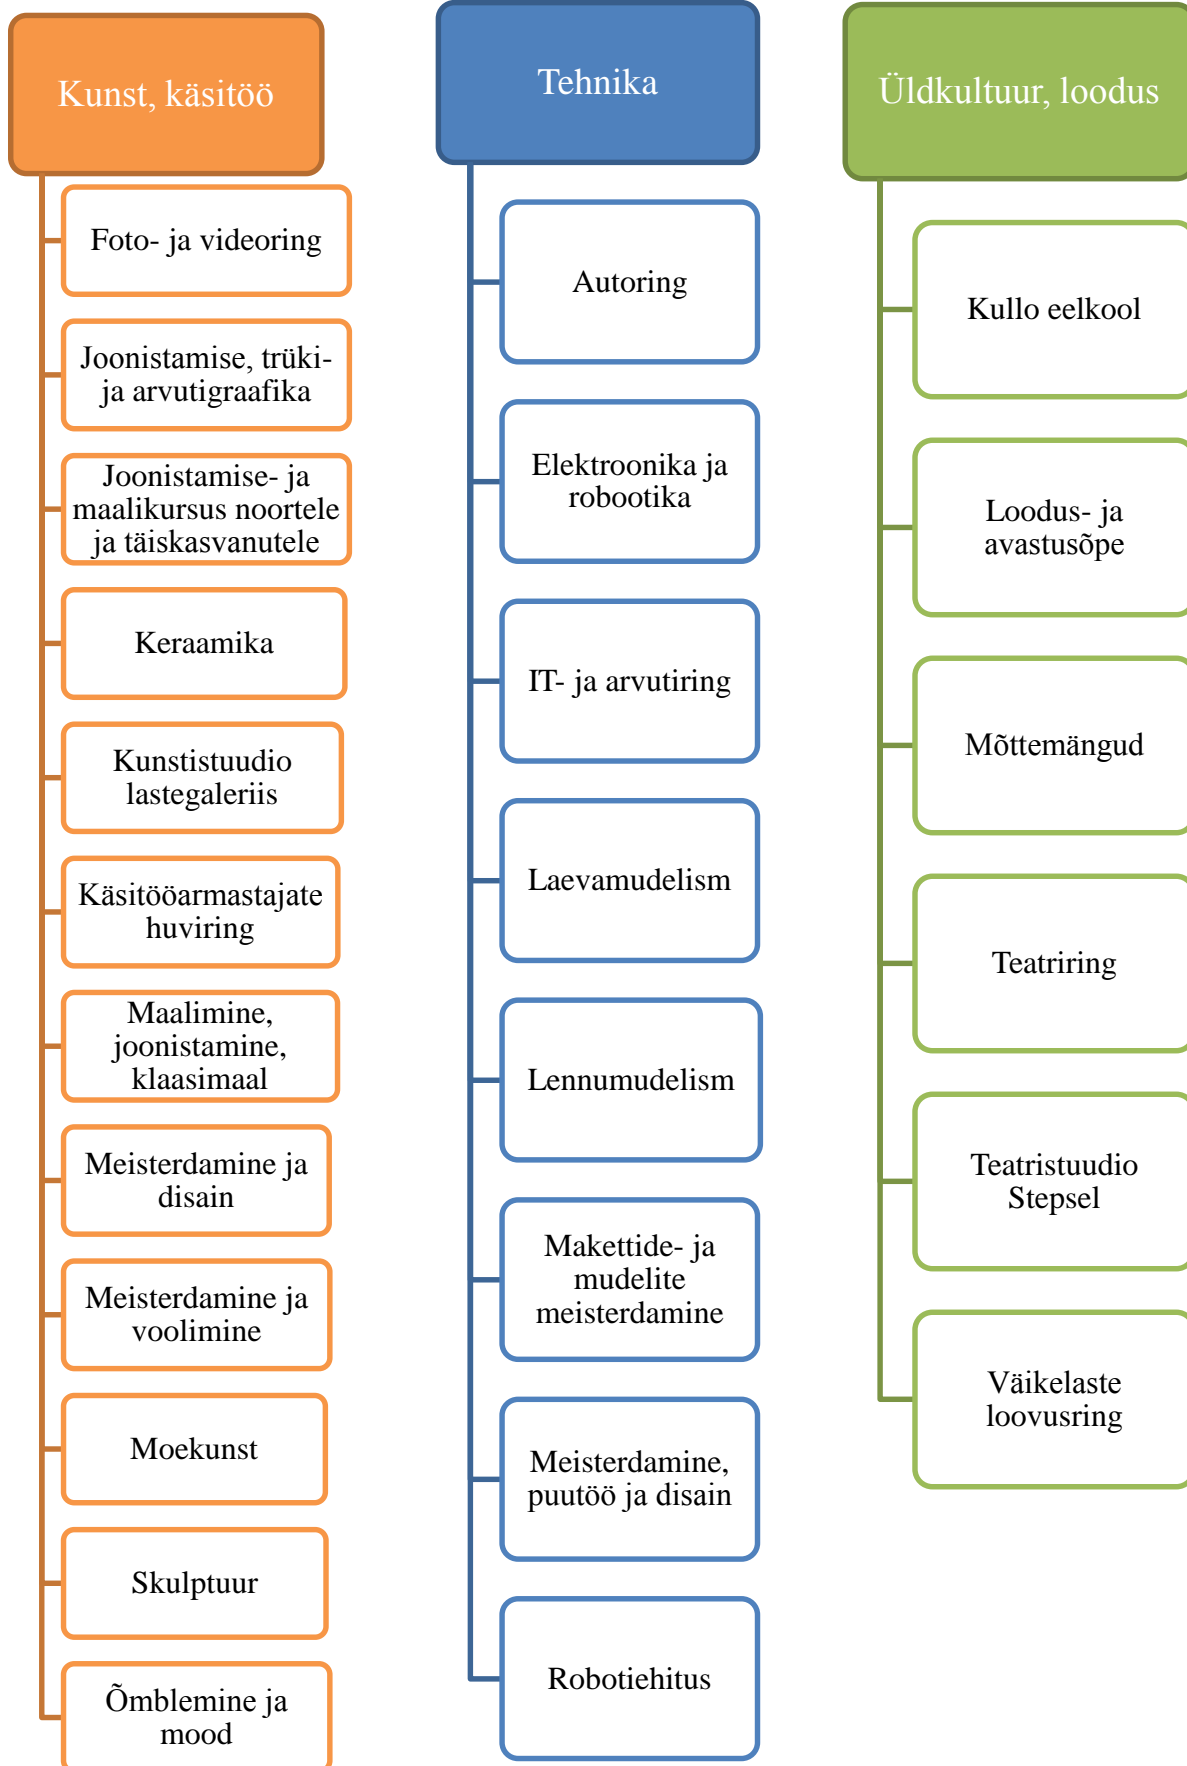 Kunst, käsitöö
Foto- ja videoring
Joonistamise, trüki-
ja arvutigraafika
Joonistamise- ja
maalikursus noortele
ja täiskasvanutele
Keraamika
Kunstistuudio
lastegaleriis
Käsitööarmastajate
huviring
Maalimine,
joonistamine,
klaasimaal
Meisterdamine ja
disain
Meisterdamine ja
voolimine
Moekunst
Skulptuur
Õmblemine ja
mood
Tehnika
Autoring
Elektroonika ja
robootika
IT- ja arvutiring
Laevamudelism
Lennumudelism
Makettide- ja
mudelite
meisterdamine
Meisterdamine,
puutöö ja disain
Robotiehitus
Üldkultuur, loodus
Kullo eelkool
Loodus- ja
avastusõpe
Mõttemängud
Teatriring
Teatristuudio
Stepsel
Väikelaste
loovusring